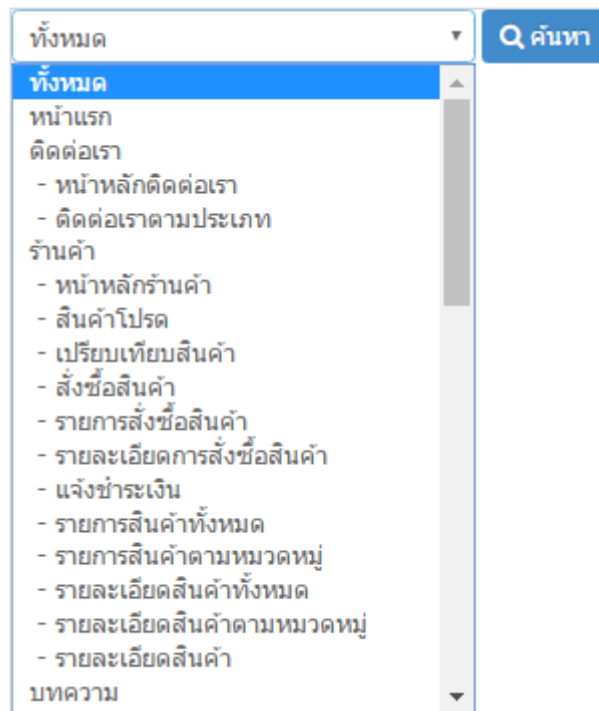 ทั้งหมด
ค้นหา
ทั้งหมด
หน้าแรก
ติดต่อเรา
- หน้าหลักติดต่อเรา
- ติดต่อเราตามประเภท
ร้านค้า
- หน้าหลักร้านค้า
- สินค้าโปรด
- เปรียบเทียบสินค้า
- สั่งซื้อสินค้า
- รายการสั่งซื้อสินค้า
- รายละเอียดการสั่งซื้อสินค้า
- แจ้งชำระเงิน
- รายการสินค้าทั้งหมด
- รายการสินค้าตามหมวดหมู่
- รายละเอียดสินค้าทั้งหมด
- รายละเอียดสินค้าตามหมวดหมู่
- รายละเอียดสินค้า
บทความ